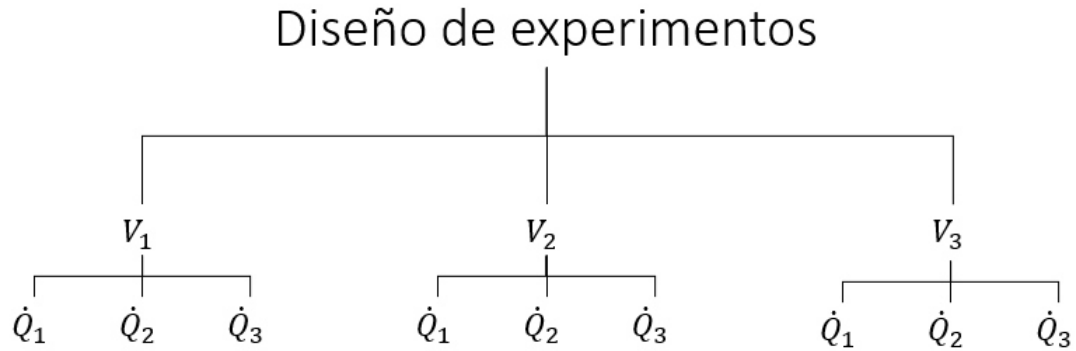 Diseño de experimentos
V₁ V₂ V₃
Q̇₁ Q̇₂ Q̇₃ Q̇₁ Q̇₂ Q̇₃ Q̇₁ Q̇₂ Q̇₃